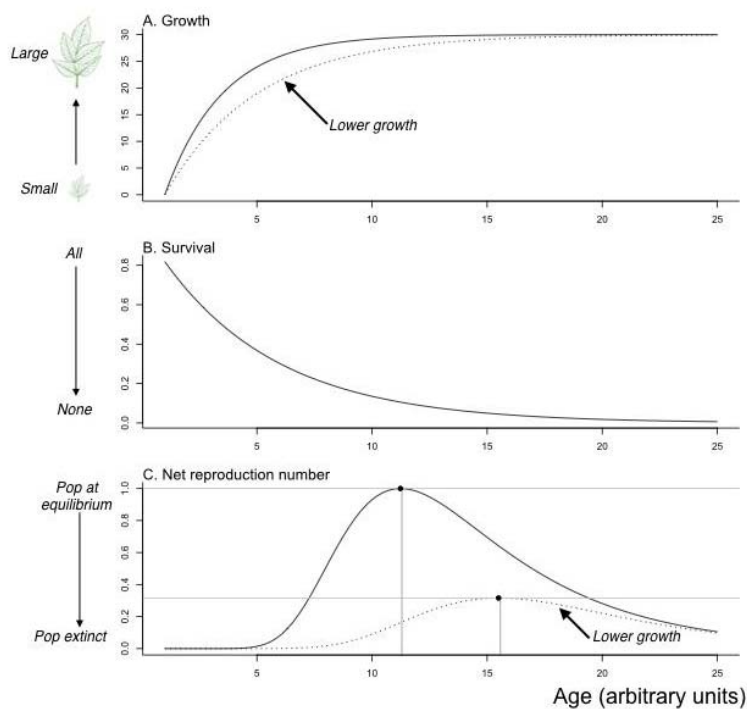 A. Growth
Large
Small
30
25
20
15
10
5
0
Lower growth
5 10 15 20 25
B. Survival
All
None
0.8
0.6
0.4
0.2
0.0
5 10 15 20 25
C. Net reproduction number
Pop at
equilibrium
Pop extinct
1.0
0.8
0.6
0.4
0.2
0.0
Lower growth
5 10 15 20 25
Age (arbitrary units)